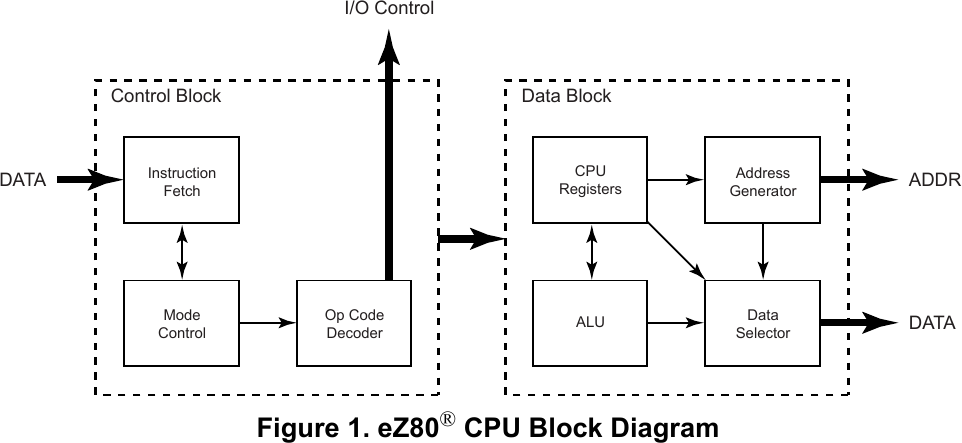 I/O Control
Control Block
Data Block
DATA
Instruction
Fetch
CPU
Registers
Address
Generator
ADDR
Mode
Control
Op Code
Decoder
ALU
Data
Selector
DATA
Figure 1. eZ80® CPU Block Diagram